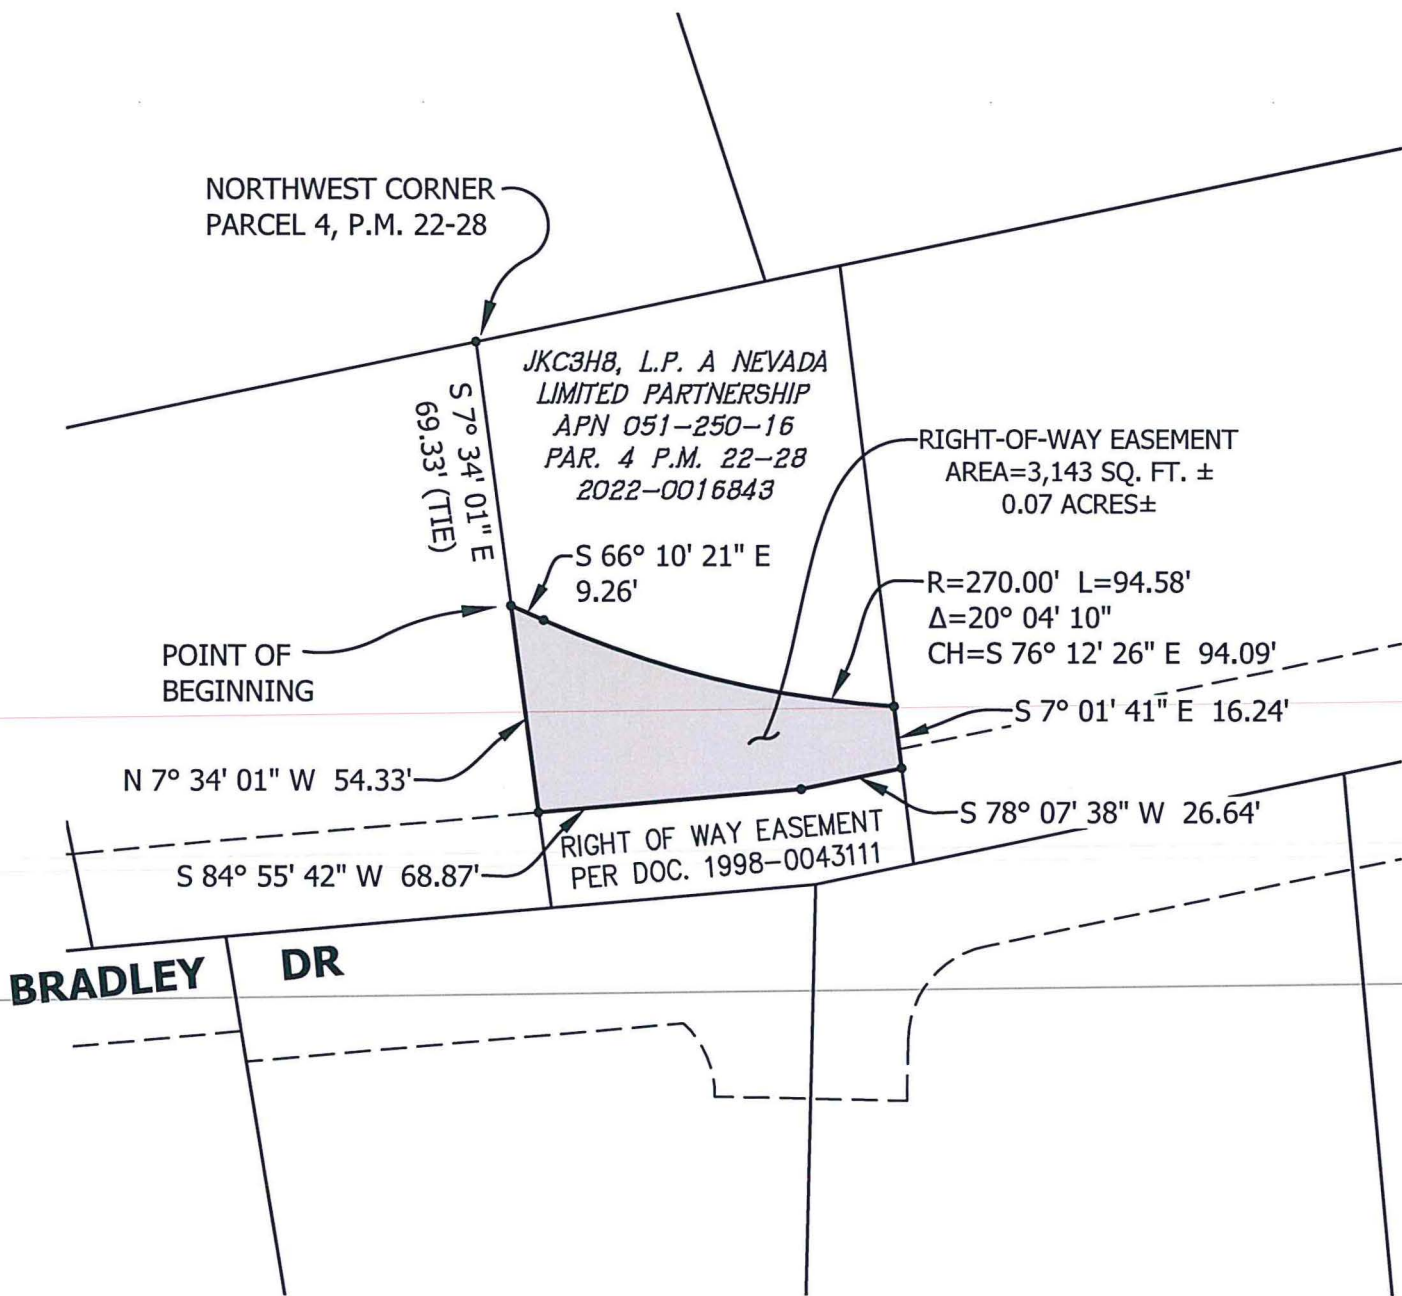 NORTHWEST CORNER
PARCEL 4, P.M. 22-28
JKC3H8, L.P. A NEVADA
LIMITED PARTNERSHIP
APN 051-250-16
PAR. 4 P.M. 22-28
2022-0016843
S 7° 34' 01" E
69.33' (TIE)
RIGHT-OF-WAY EASEMENT
AREA=3,143 SQ. FT. ±
0.07 ACRES±
S 66° 10' 21" E
9.26'
R=270.00' L=94.58'
Δ=20° 04' 10"
CH=S 76° 12' 26" E 94.09'
POINT OF
BEGINNING
S 7° 01' 41" E 16.24'
N 7° 34' 01" W 54.33'
S 78° 07' 38" W 26.64'
RIGHT OF WAY EASEMENT
PER DOC. 1998-0043111
S 84° 55' 42" W 68.87'
BRADLEY DR